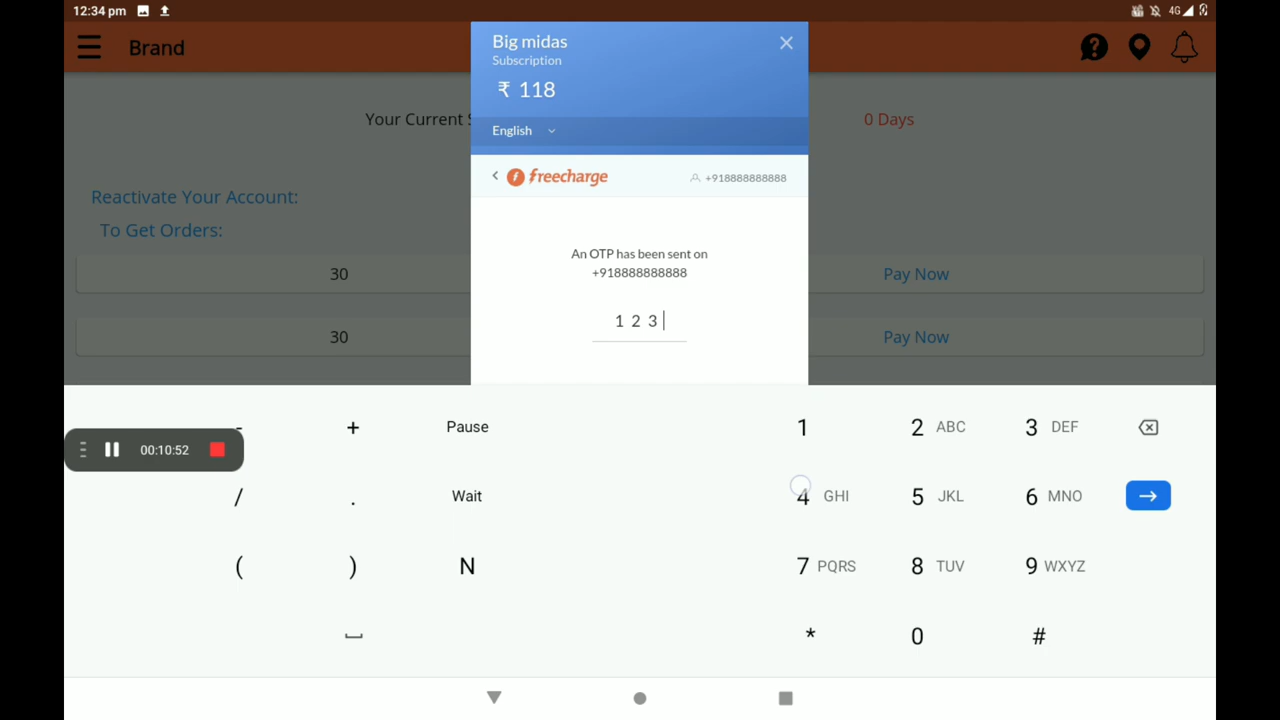 12:34 pm
4G
Brand
Big midas
Subscription
₹ 118
English
Your Current S
0 Days
freecharge
+918888888888
Reactivate Your Account:
To Get Orders:
An OTP has been sent on
+918888888888
30
Pay Now
1 2 3
30
Pay Now
- + Pause 1 2 ABC 3 DEF
00:10:52
/ . Wait 4 GHI 5 JKL 6 MNO
( ) N 7 PQRS 8 TUV 9 WXYZ
* 0 #